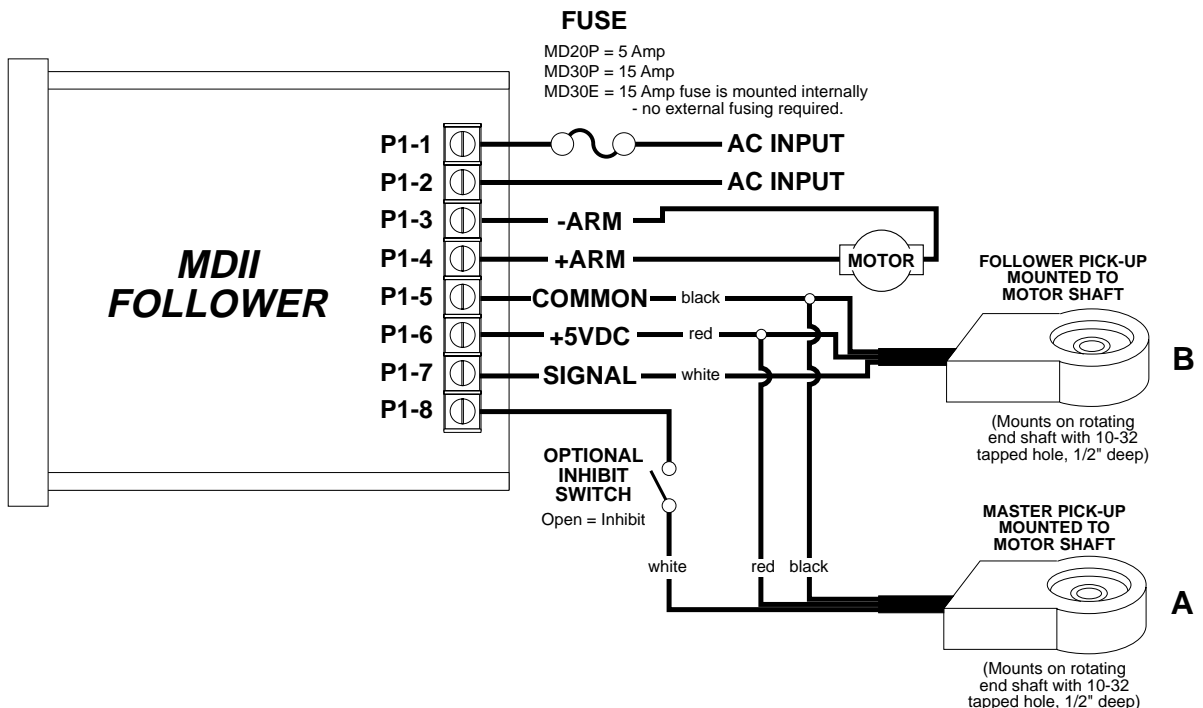 FUSE
MD20P = 5 Amp
MD30P = 15 Amp
MD30E = 15 Amp fuse is mounted internally
- no external fusing required.
P1-1
AC INPUT
P1-2
AC INPUT
P1-3
-ARM
P1-4
+ARM
MOTOR
P1-5
COMMON
black
P1-6
+5VDC
red
P1-7
SIGNAL
white
P1-8
MDII
FOLLOWER
FOLLOWER PICK-UP
MOUNTED TO
MOTOR SHAFT
B
(Mounts on rotating
end shaft with 10-32
tapped hole, 1/2" deep)
OPTIONAL
INHIBIT
SWITCH
Open = Inhibit
white
red
black
MASTER PICK-UP
MOUNTED TO
MOTOR SHAFT
A
(Mounts on rotating
end shaft with 10-32
tapped hole, 1/2" deep)